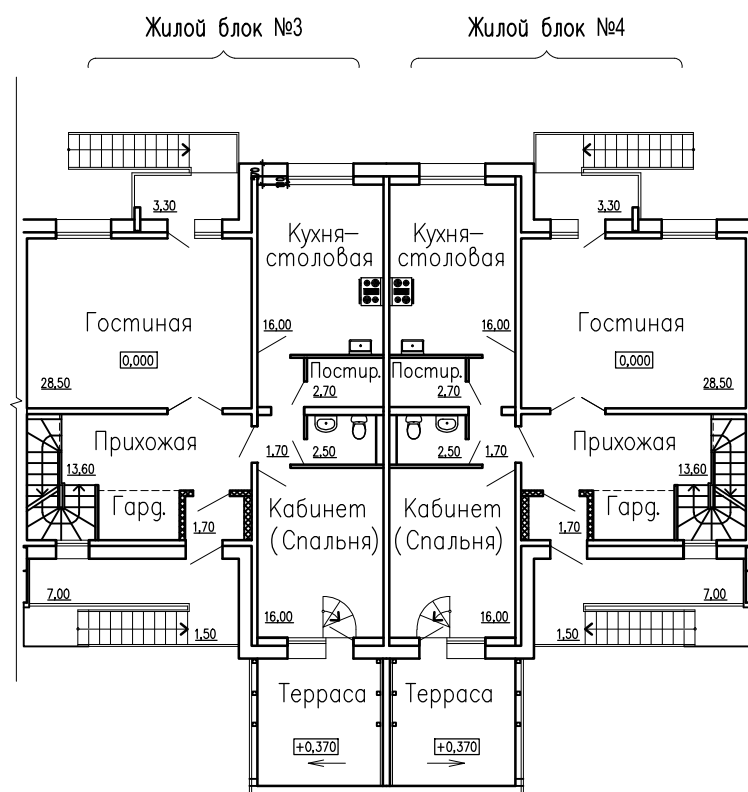 Жилой блок №3
Жилой блок №4
3,30
3,30
Кухня-
столовая
Кухня-
столовая
Гостиная
0,000
28,50
16,00
16,00
Гостиная
0,000
28,50
Постир.
2,70
Постир.
2,70
Прихожая
13,60
1,70
2,50
2,50
1,70
Прихожая
13,60
Гард.
1,70
Кабинет
(Спальня)
Кабинет
(Спальня)
1,70
Гард.
7,00
1,50
16,00
16,00
1,50
7,00
Терраса
+0,370
Терраса
+0,370